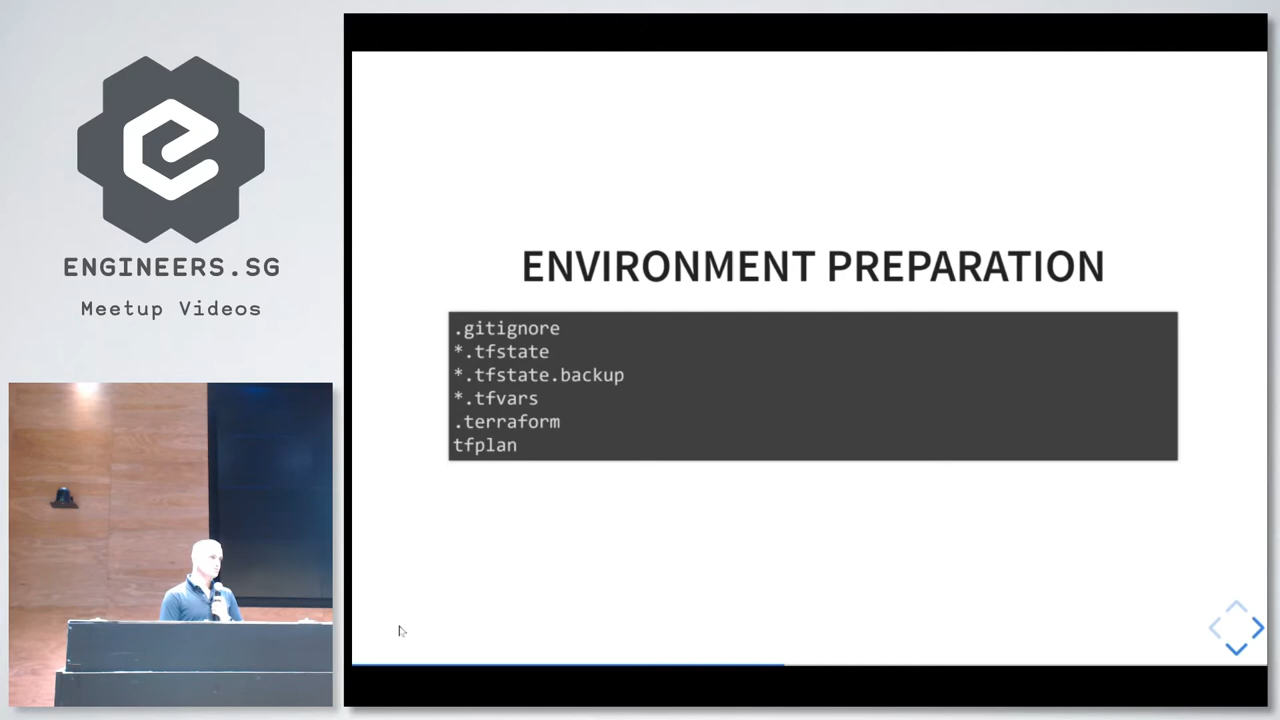 ENGINEERS.SG
Meetup Videos
ENVIRONMENT PREPARATION
.gitignore
*.tfstate
*.tfstate.backup
*.tfvars
.terraform
tfplan